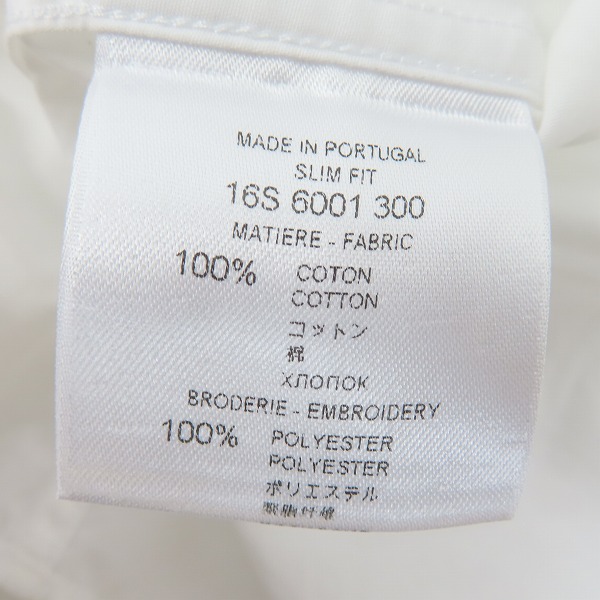 MADE IN PORTUGAL
SLIM FIT
16S 6001 300
MATIERE - FABRIC
100% COTON
COTTON
コットン
棉
ХЛОПОК
BRODERIE - EMBROIDERY
100% POLYESTER
POLYESTER
ポリエステル